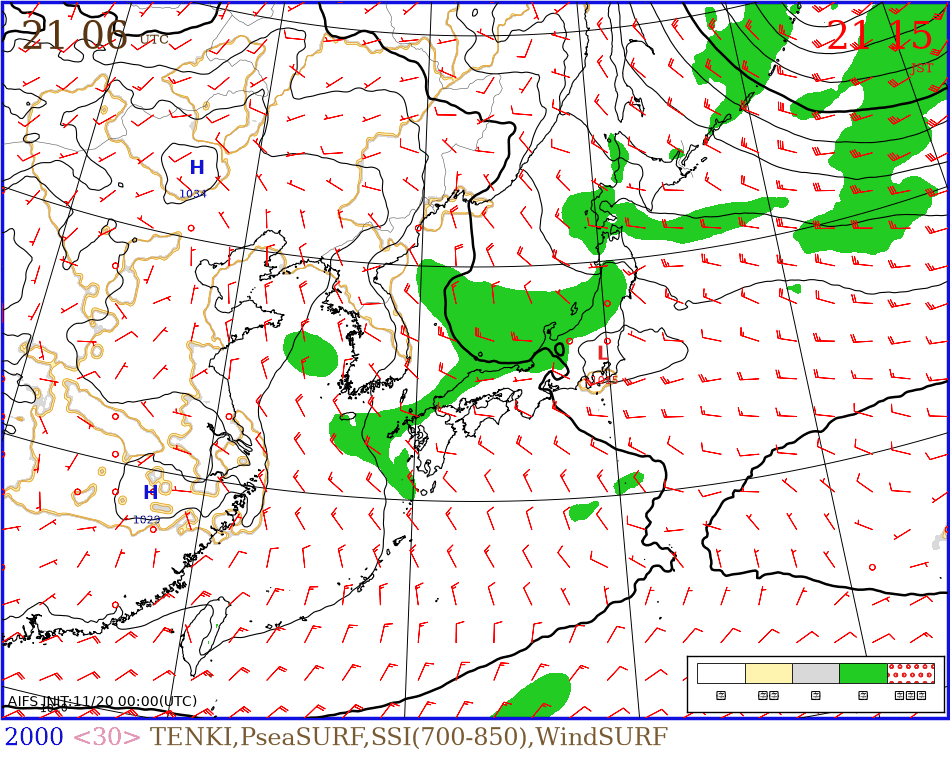 21 06 UTC
21 15 JST
H
1034
L
H
1023
AIFS INIT:11/20 00:00(UTC)
2000 <30> TENKI,PseaSURF,SSI(700-850),WindSURF